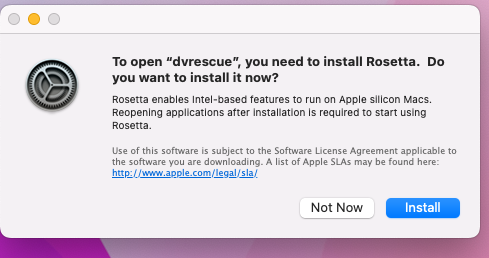 To open “dvrescue”, you need to install Rosetta.  Do
you want to install it now?
Rosetta enables Intel-based features to run on Apple silicon Macs.
Reopening applications after installation is required to start using
Rosetta.
Use of this software is subject to the Software License Agreement applicable to
the software you are downloading. A list of Apple SLAs may be found here:
http://www.apple.com/legal/sla/
Not Now
Install